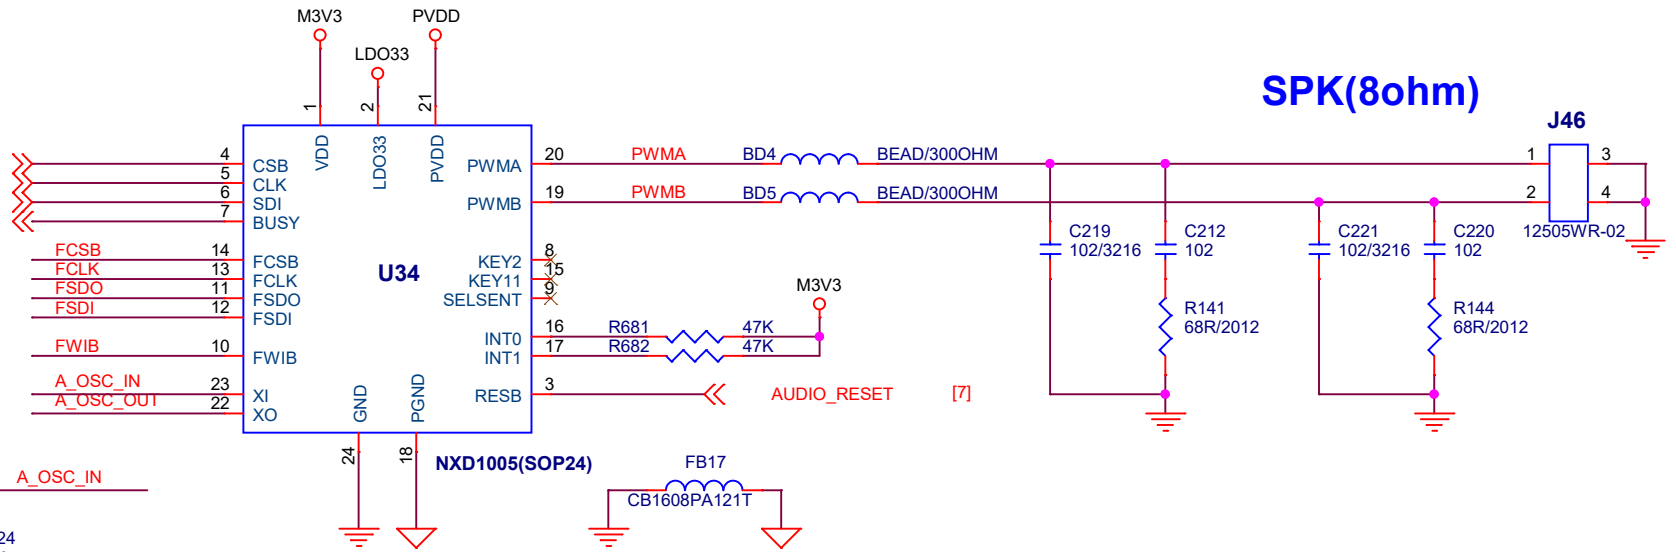 M3V3
PVDD
LDO33
SPK(8ohm)
J46
1
2
21
VDD
LDO33
PVDD
4
CSB
5
CLK
6
SDI
7
BUSY
FCSB
14
FCSB
FCLK
13
FCLK
FSDO
11
FSDO
FSDI
12
FSDI
FWIB
10
FWIB
A_OSC_IN
23
XI
A_OSC_OUT
22
XO
U34
PWMA
20
PWMA
BD4
BEAD/300OHM
PWMB
19
PWMB
BD5
BEAD/300OHM
KEY2
8
KEY11
15
SELSENT
9
INT0
16
R681
47K
INT1
17
R682
47K
M3V3
RESB
3
AUDIO_RESET
[7]
GND
PGND
24
18
NXD1005(SOP24)
FB17
CB1608PA121T
C219
102/3216
C212
102
R141
68R/2012
C221
102/3216
C220
102
R144
68R/2012
1
3
2
4
12505WR-02
A_OSC_IN
24